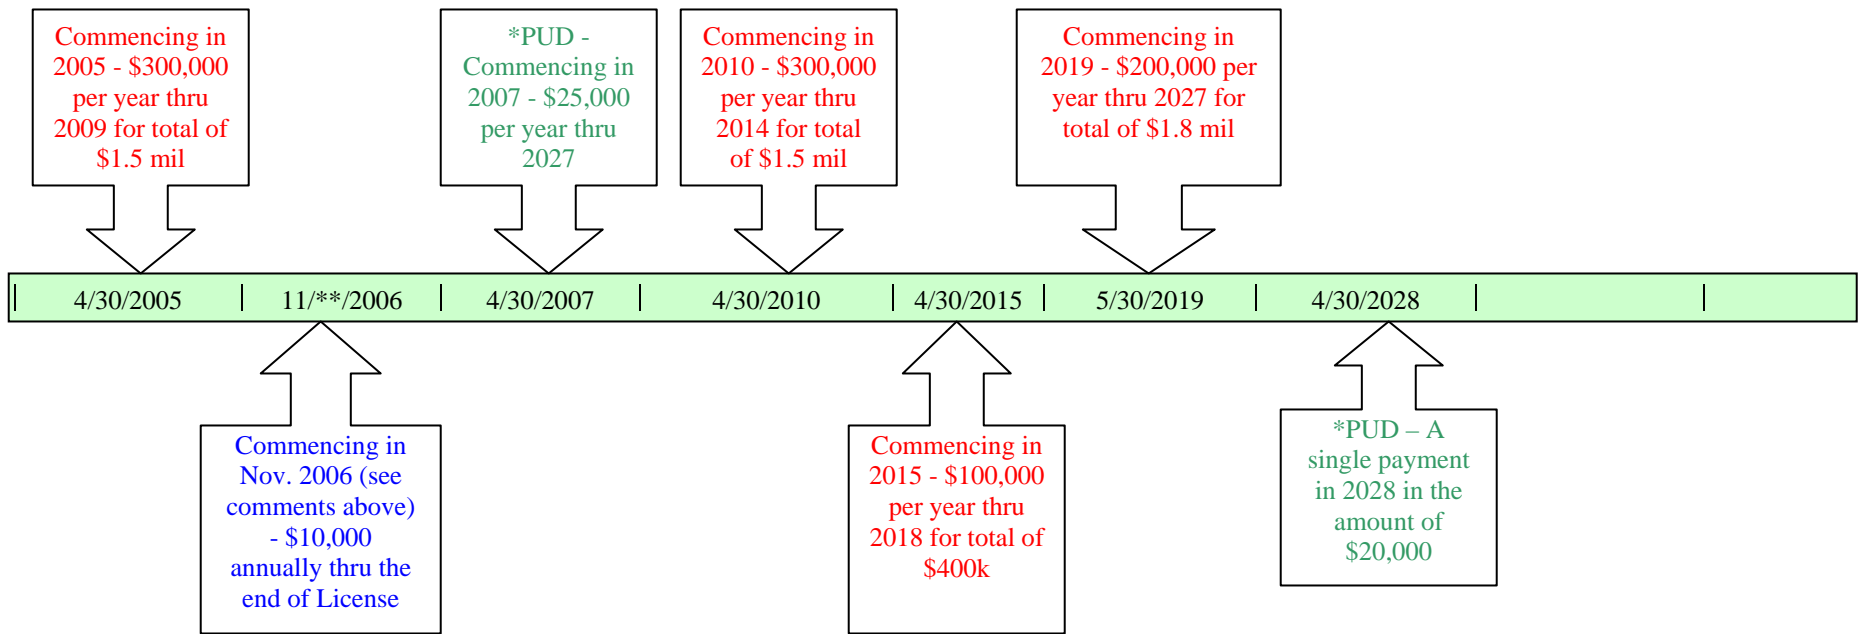 Commencing in
2005 - $300,000
per year thru
2009 for total of
$1.5 mil
*PUD -
Commencing in
2007 - $25,000
per year thru
2027
Commencing in
2010 - $300,000
per year thru
2014 for total
of $1.5 mil
Commencing in
2019 - $200,000 per
year thru 2027 for
total of $1.8 mil
4/30/2005
11/**/2006
4/30/2007
4/30/2010
4/30/2015
5/30/2019
4/30/2028
Commencing in
Nov. 2006 (see
comments above)
- $10,000
annually thru the
end of License
Commencing in
2015 - $100,000
per year thru
2018 for total of
$400k
*PUD – A
single payment
in 2028 in the
amount of
$20,000